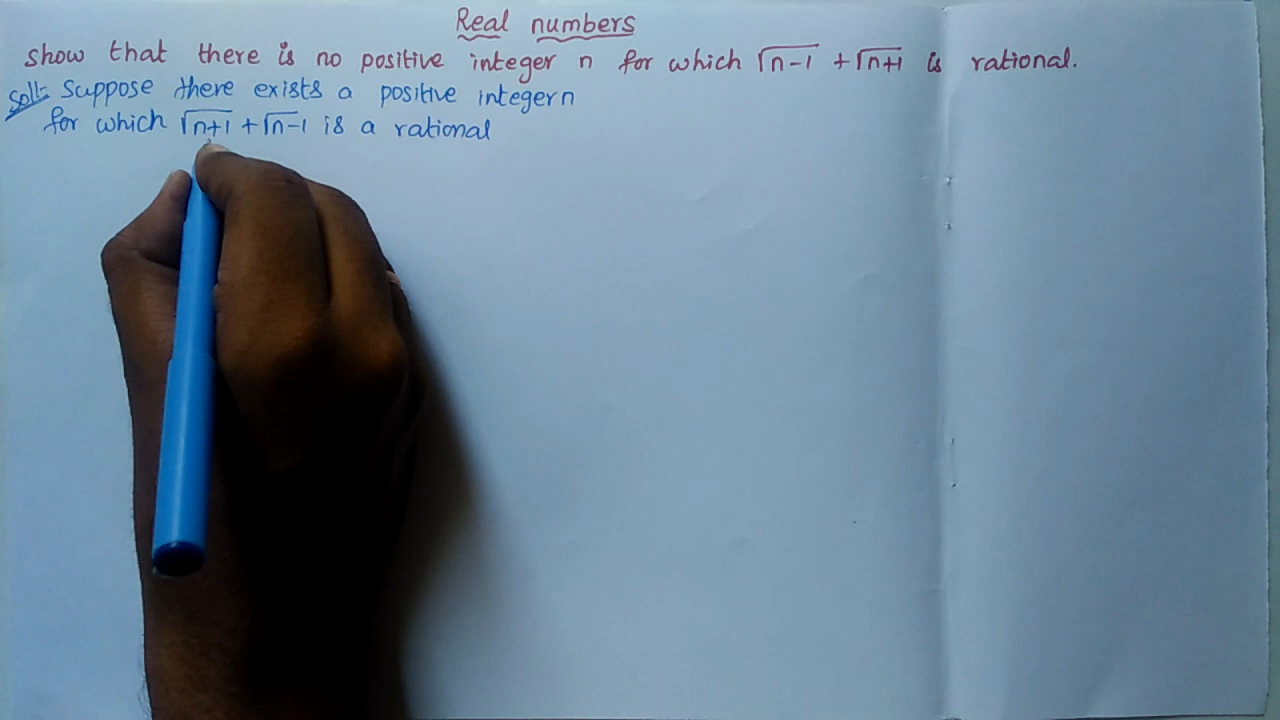 Real numbers
show that there is no positive integer n for which √n-1 + √n+1 is rational.
Sol:- Suppose there exists a positive integer n
for which √n+1 + √n-1 is a rational